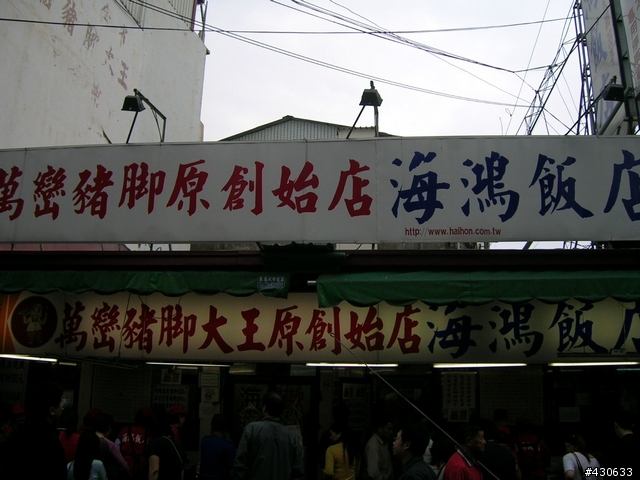 萬巒豬腳原創始店 海鴻飯店
http://www.haihon.com.tw
萬巒豬腳大王原創始店 海鴻飯店
#430633